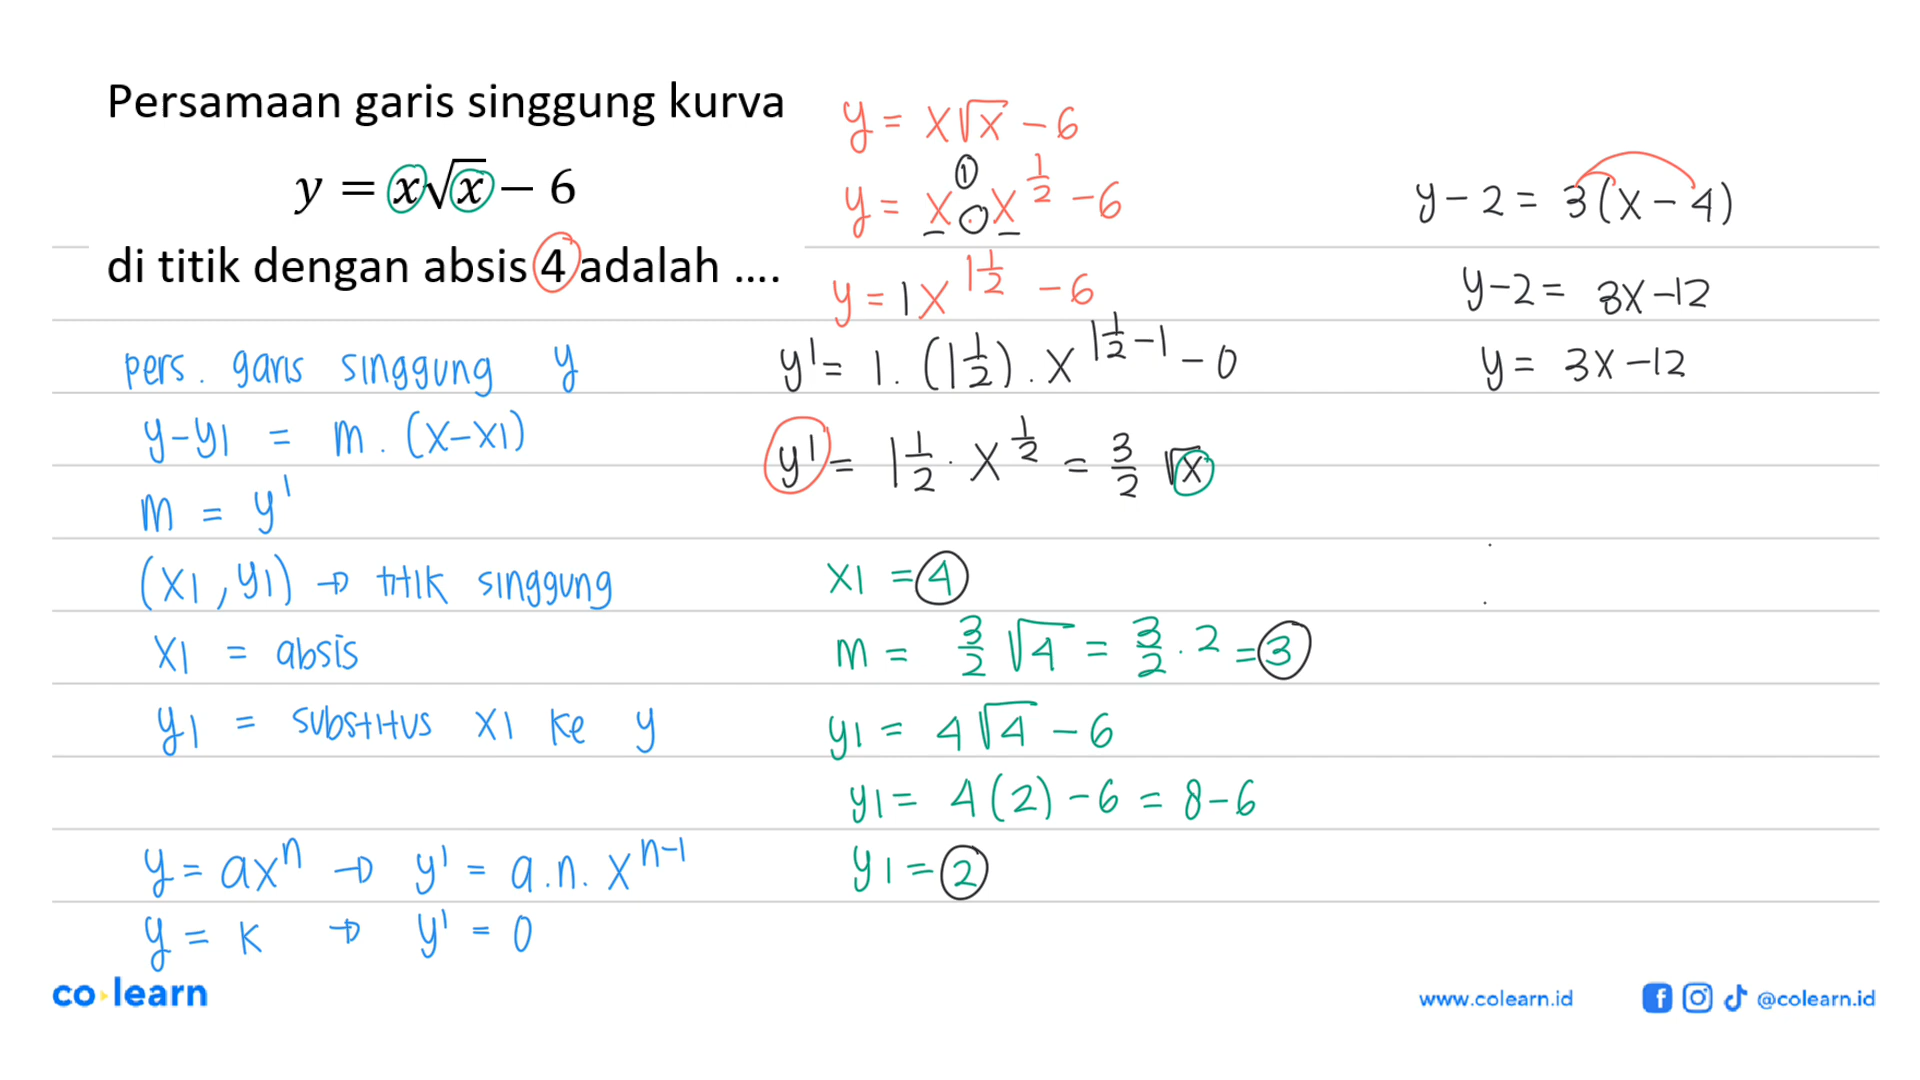 Persamaan garis singgung kurva
y = x√x − 6
di titik dengan absis 4 adalah ....
pers. garis singgung y
y-y1 = m . (x-x1)
m = y'
(x1, y1) → titik singgung
x1 = absis
y1 = substitus x1 ke y
y = ax^n → y' = a.n. x^(n-1)
y = k → y' = 0
y = x√x - 6
y = x^1 . x^(1/2) - 6
y = 1x^(1 1/2) - 6
y' = 1. (1 1/2) . x^(1 1/2 - 1) - 0
y' = 1 1/2 . x^(1/2) = 3/2 √x
x1 = 4
m = 3/2 √4 = 3/2 . 2 = 3
y1 = 4√4 - 6
y1 = 4(2) - 6 = 8-6
y1 = 2
y-2 = 3(x-4)
y-2 = 3x-12
y = 3x-12
co learn
www.colearn.id
@colearn.id